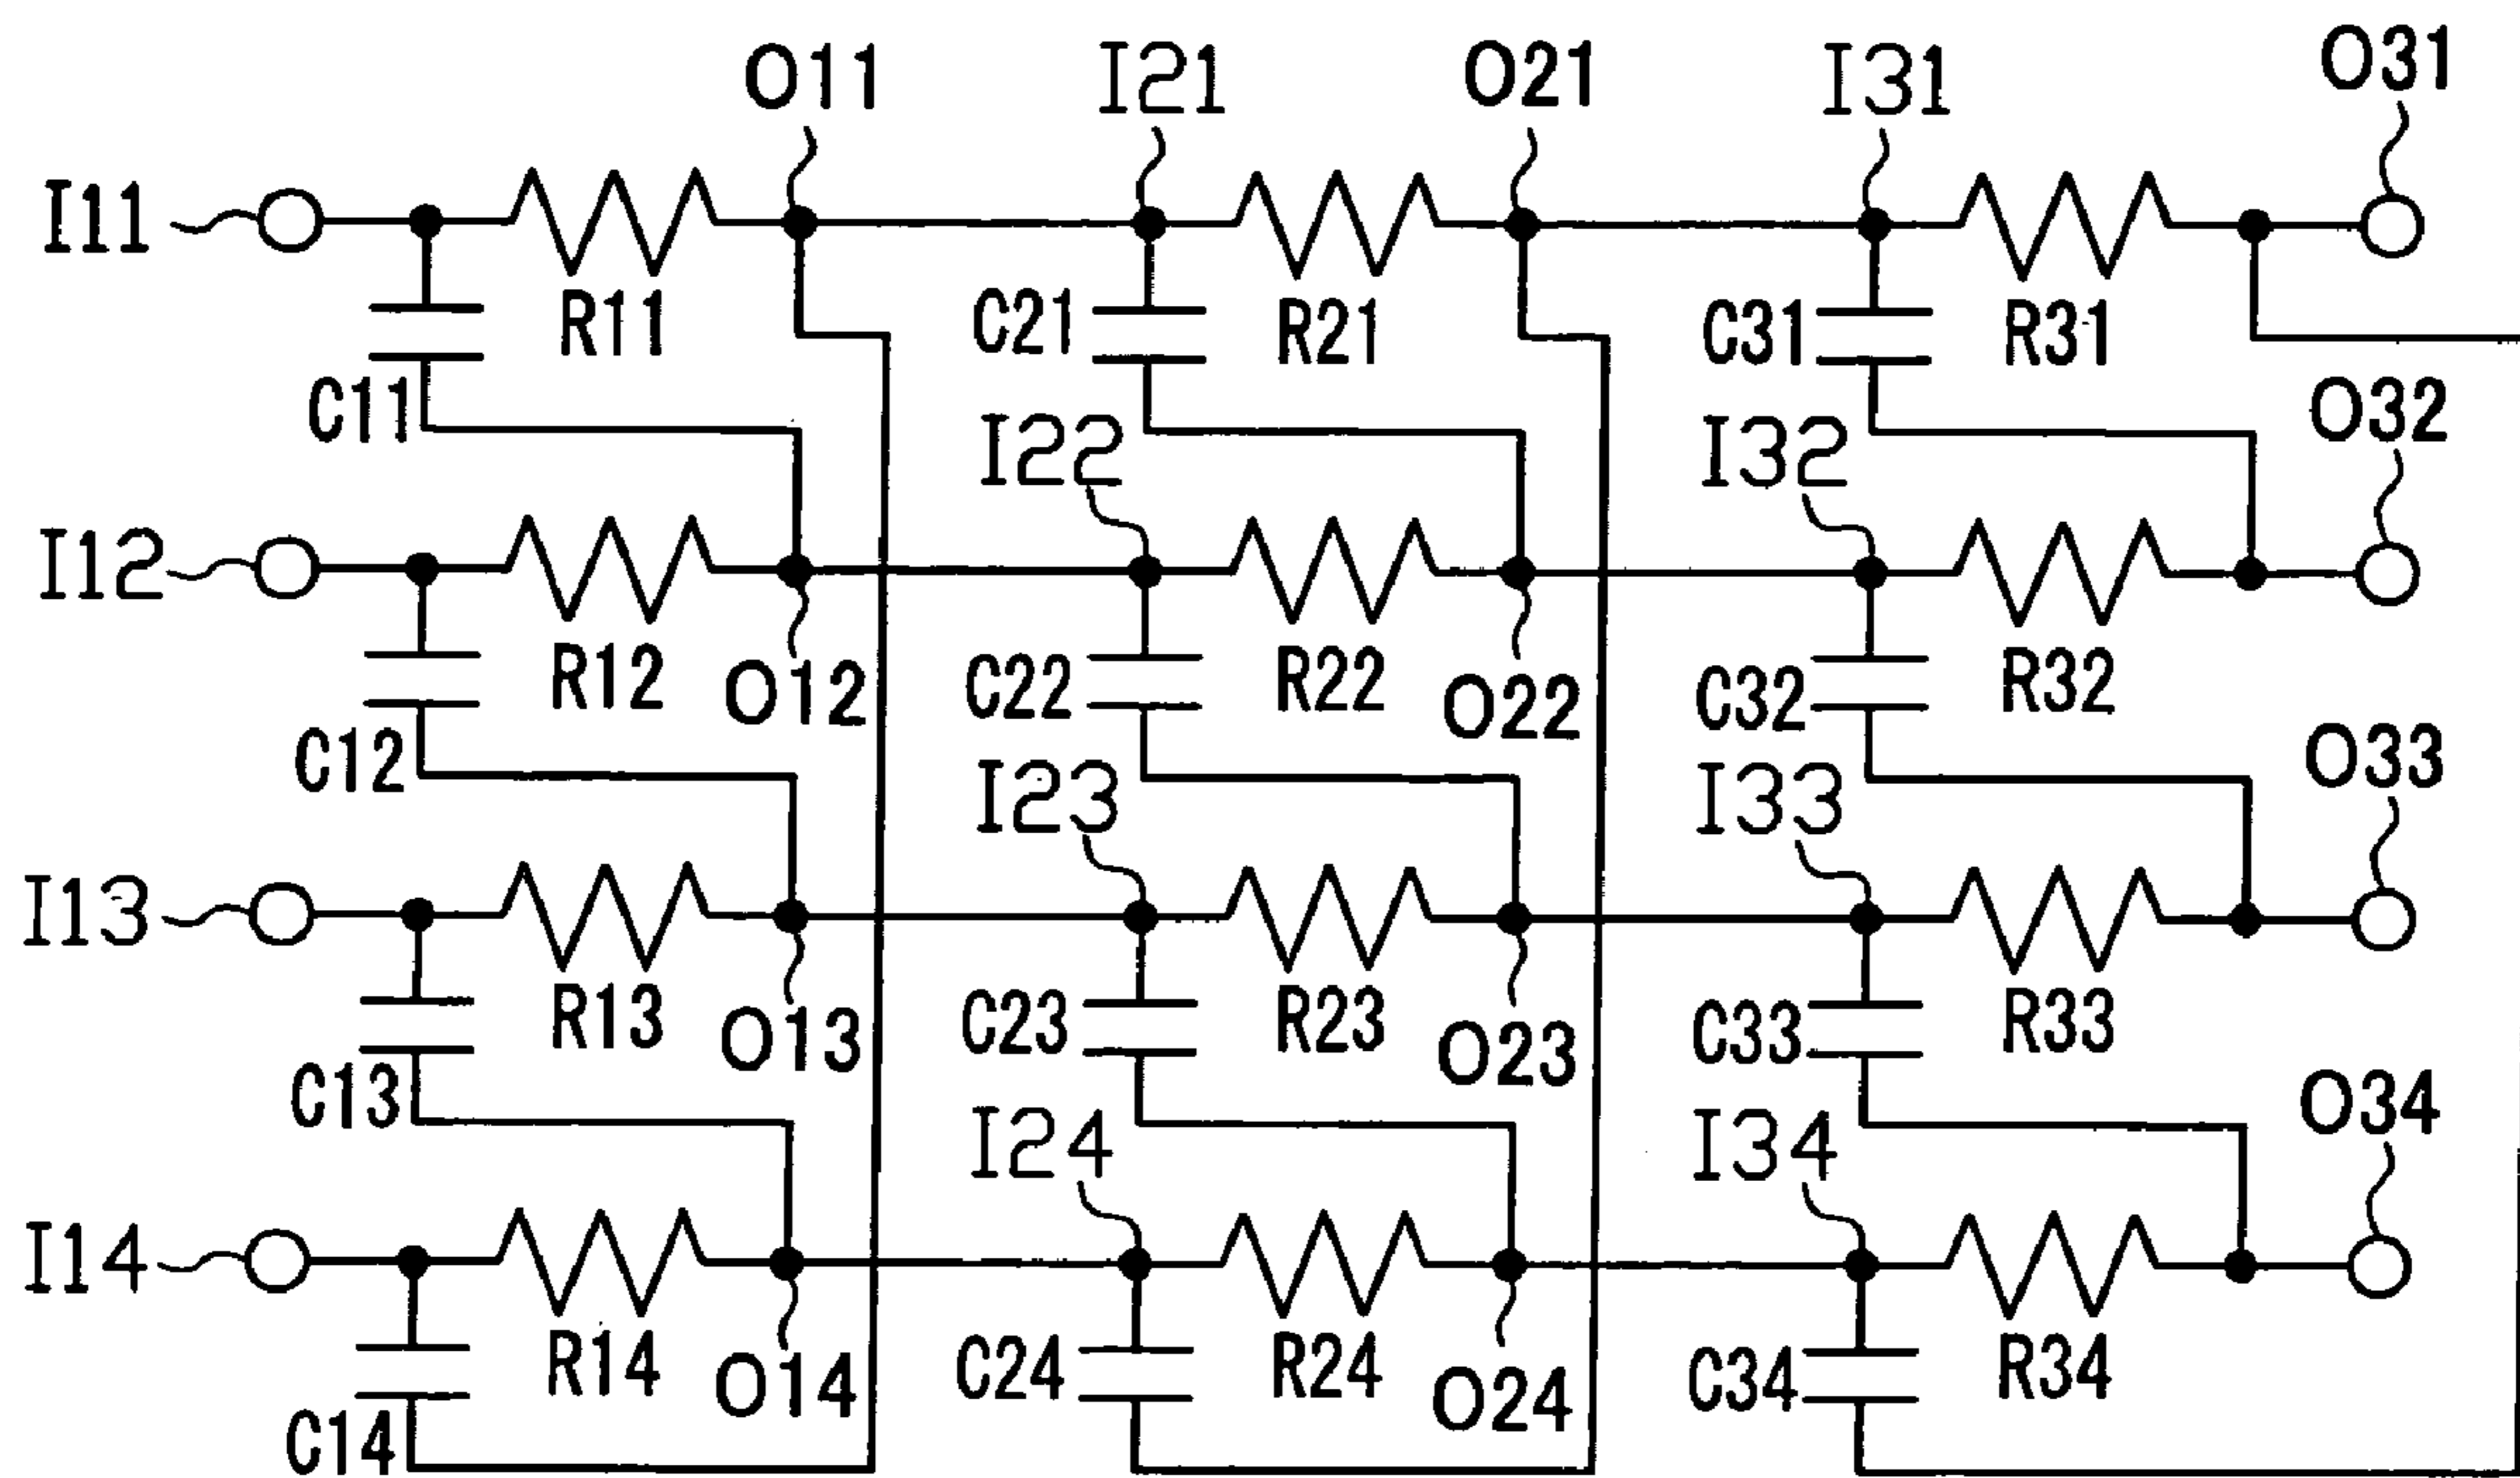 O11 I21 O21 I31 O31
I11
R11 C21 R21 C31 R31
C11 I22 I32 O32
I12
R12 O12 C22 R22 O22 C32 R32
C12 I23 I33 O33
I13
R13 O13 C23 R23 O23 C33 R33
C13 I24 I34 O34
I14
R14 O14 C24 R24 O24 C34 R34
C14